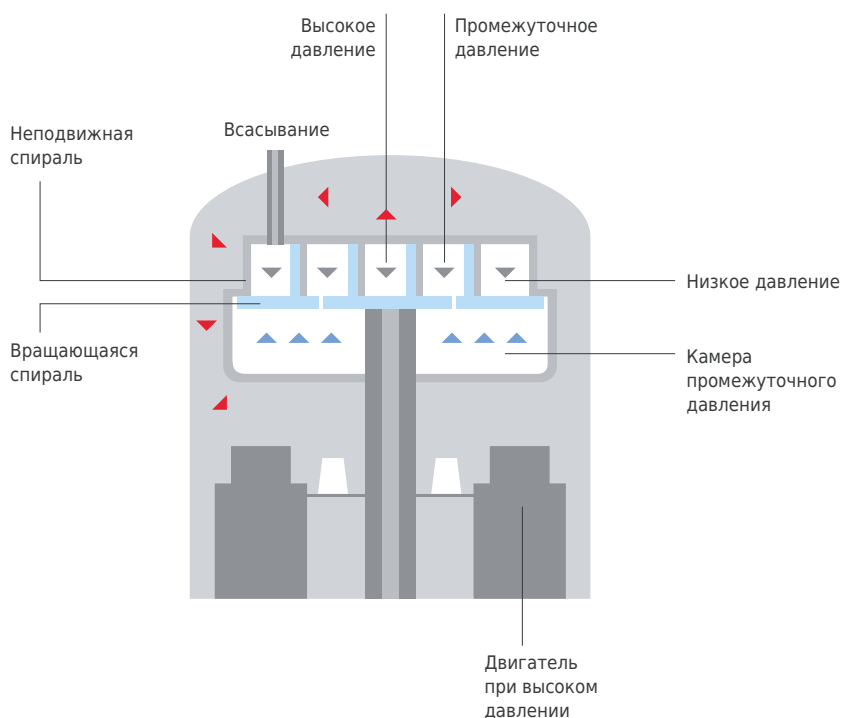 Высокое
давление
Промежуточное
давление
Неподвижная
спираль
Всасывание
Низкое давление
Вращающаяся
спираль
Камера
промежуточного
давления
Двигатель
при высоком
давлении